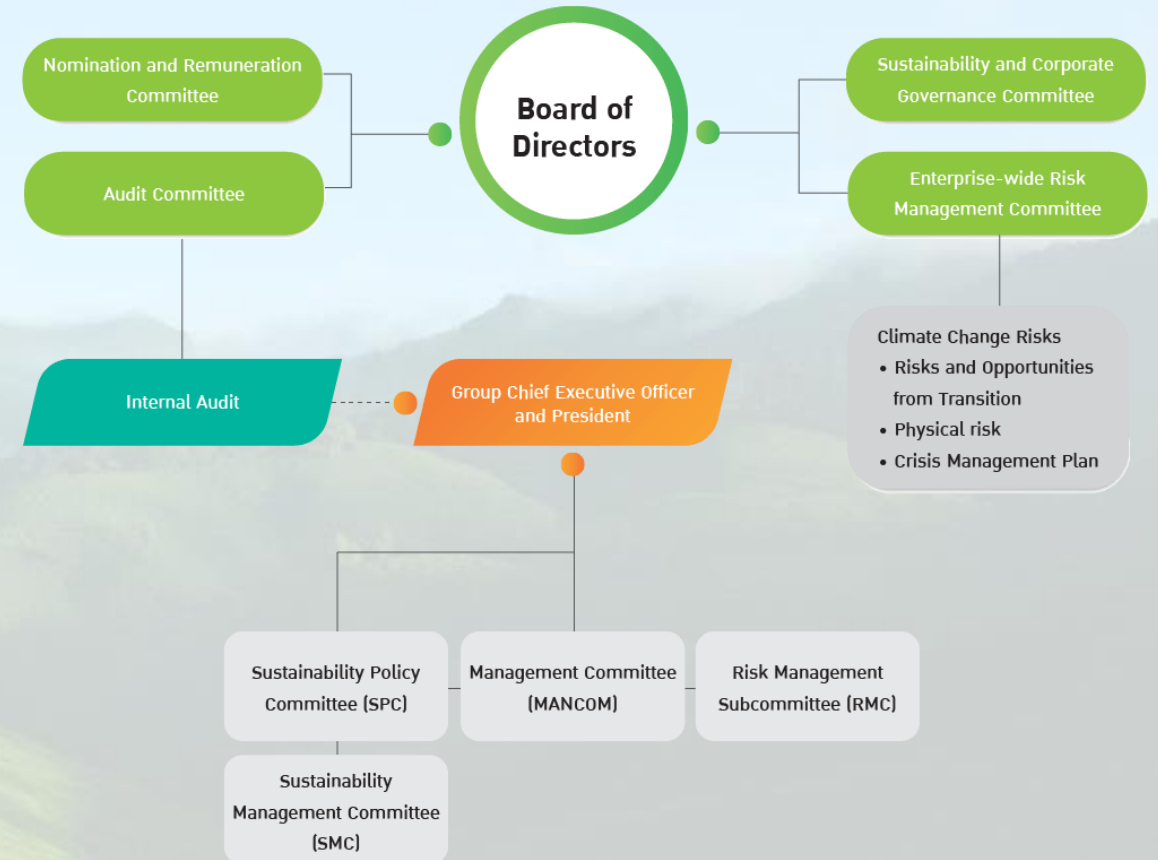 Nomination and Remuneration
Committee
Audit Committee
Board of
Directors
Sustainability and Corporate
Governance Committee
Enterprise-wide Risk
Management Committee
Climate Change Risks
• Risks and Opportunities
from Transition
• Physical risk
• Crisis Management Plan
Internal Audit
Group Chief Executive Officer
and President
Sustainability Policy
Committee (SPC)
Management Committee
(MANCOM)
Risk Management
Subcommittee (RMC)
Sustainability
Management Committee
(SMC)